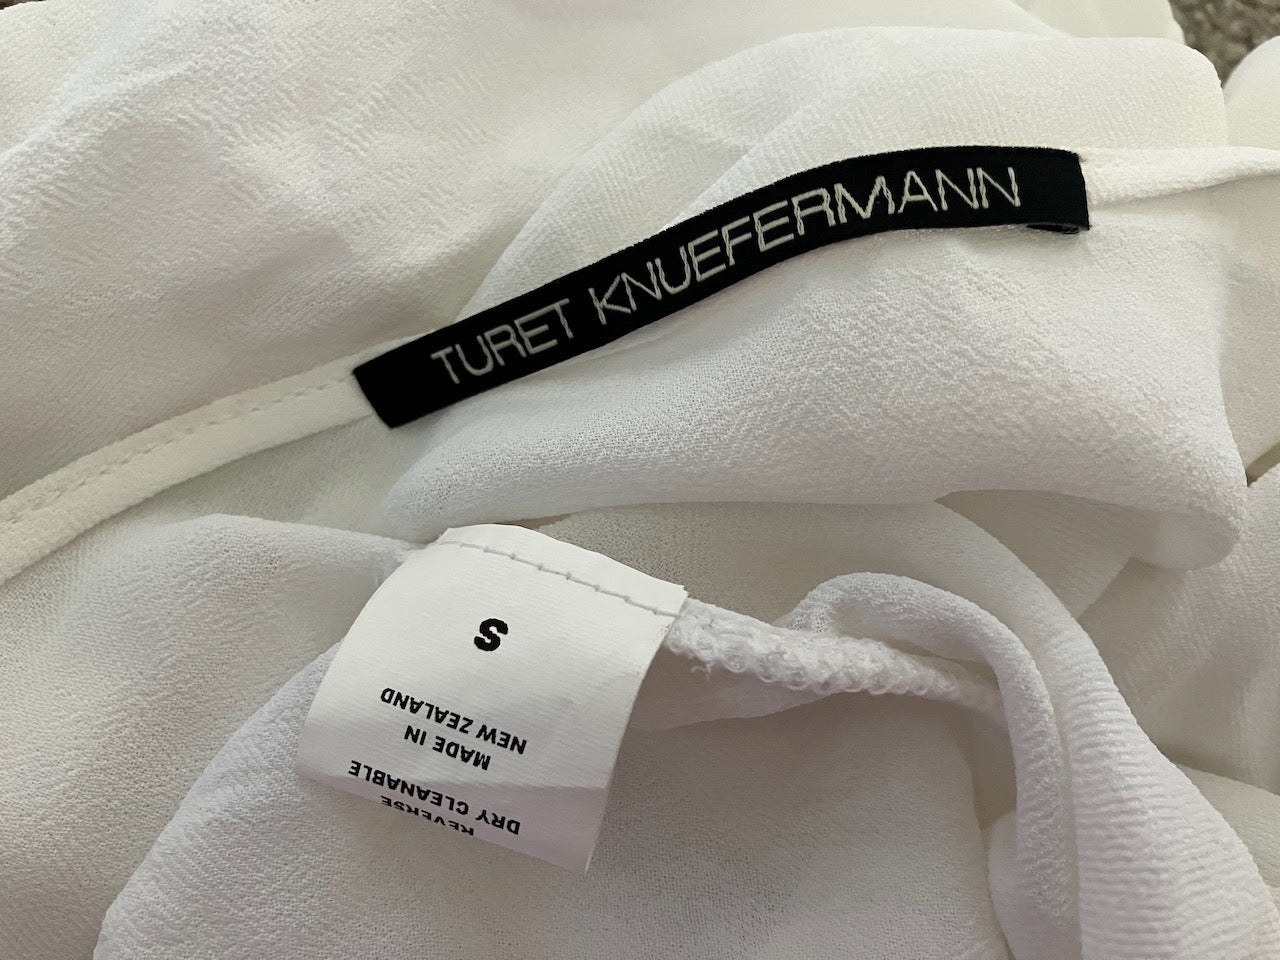 TURET KNUEFERMANN
S
NEW ZEALAND
MADE IN
DRY CLEANABLE
REVERSE